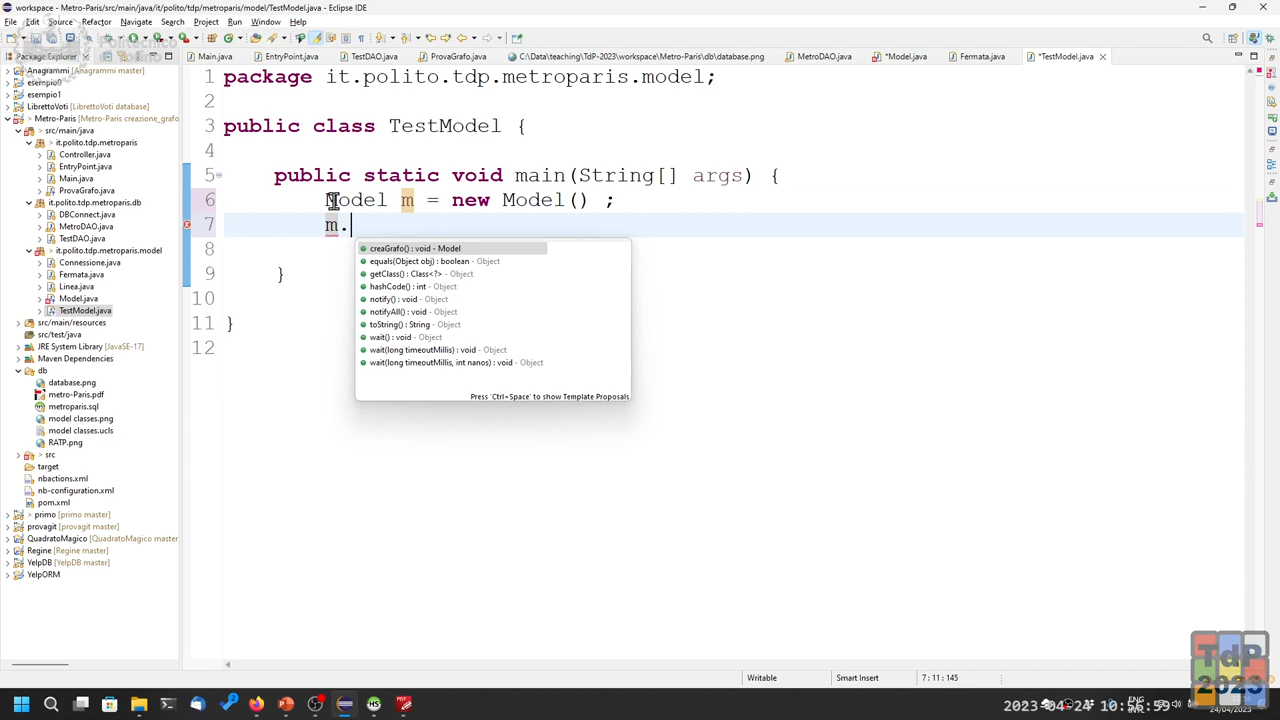 workspace - Metro-Paris/src/main/java/it/polito/tdp/metroparis/model/TestModel.java - Eclipse IDE
File Edit Source Refactor Navigate Search Project Run Window Help
Package Explorer
Main.java EntryPoint.java TestDAO.java ProvaGrafo.java C:\Data\teaching\TdP-2023\workspace\Metro-Paris\db\database.png MetroDAO.java *Model.java Fermata.java *TestModel.java
Anagrammi [Anagrammi master]
esempio0
esempio1
LibrettoVoti [LibrettoVoti database]
> Metro-Paris [Metro-Paris creazione_grafo
> src/main/java
> it.polito.tdp.metroparis
Controller.java
EntryPoint.java
Main.java
ProvaGrafo.java
> it.polito.tdp.metroparis.db
DBConnect.java
MetroDAO.java
TestDAO.java
> it.polito.tdp.metroparis.model
Connessione.java
Fermata.java
Linea.java
Model.java
TestModel.java
src/main/resources
src/test/java
JRE System Library [JavaSE-17]
Maven Dependencies
db
database.png
metro-Paris.pdf
metroparis.sql
model classes.png
model classes.ucls
RATP.png
> src
target
nbactions.xml
nb-configuration.xml
pom.xml
> primo [primo master]
provagit [provagit master]
QuadratoMagico [QuadratoMagico master]
Regine [Regine master]
YelpDB [YelpDB master]
YelpORM
1 package it.polito.tdp.metroparis.model;
2
3 public class TestModel {
4
5 public static void main(String[] args) {
6 Model m = new Model() ;
7 m.
8
9 }
10
11 }
12
creaGrafo() : void - Model
equals(Object obj) : boolean - Object
getClass() : Class<?> - Object
hashCode() : int - Object
notify() : void - Object
notifyAll() : void - Object
toString() : String - Object
wait() : void - Object
wait(long timeoutMillis) : void - Object
wait(long timeoutMillis, int nanos) : void - Object
Press 'Ctrl+Space' to show Template Proposals
Writable Smart Insert 7 : 11 : 145
TdP
2023
ENG
24/04/2023